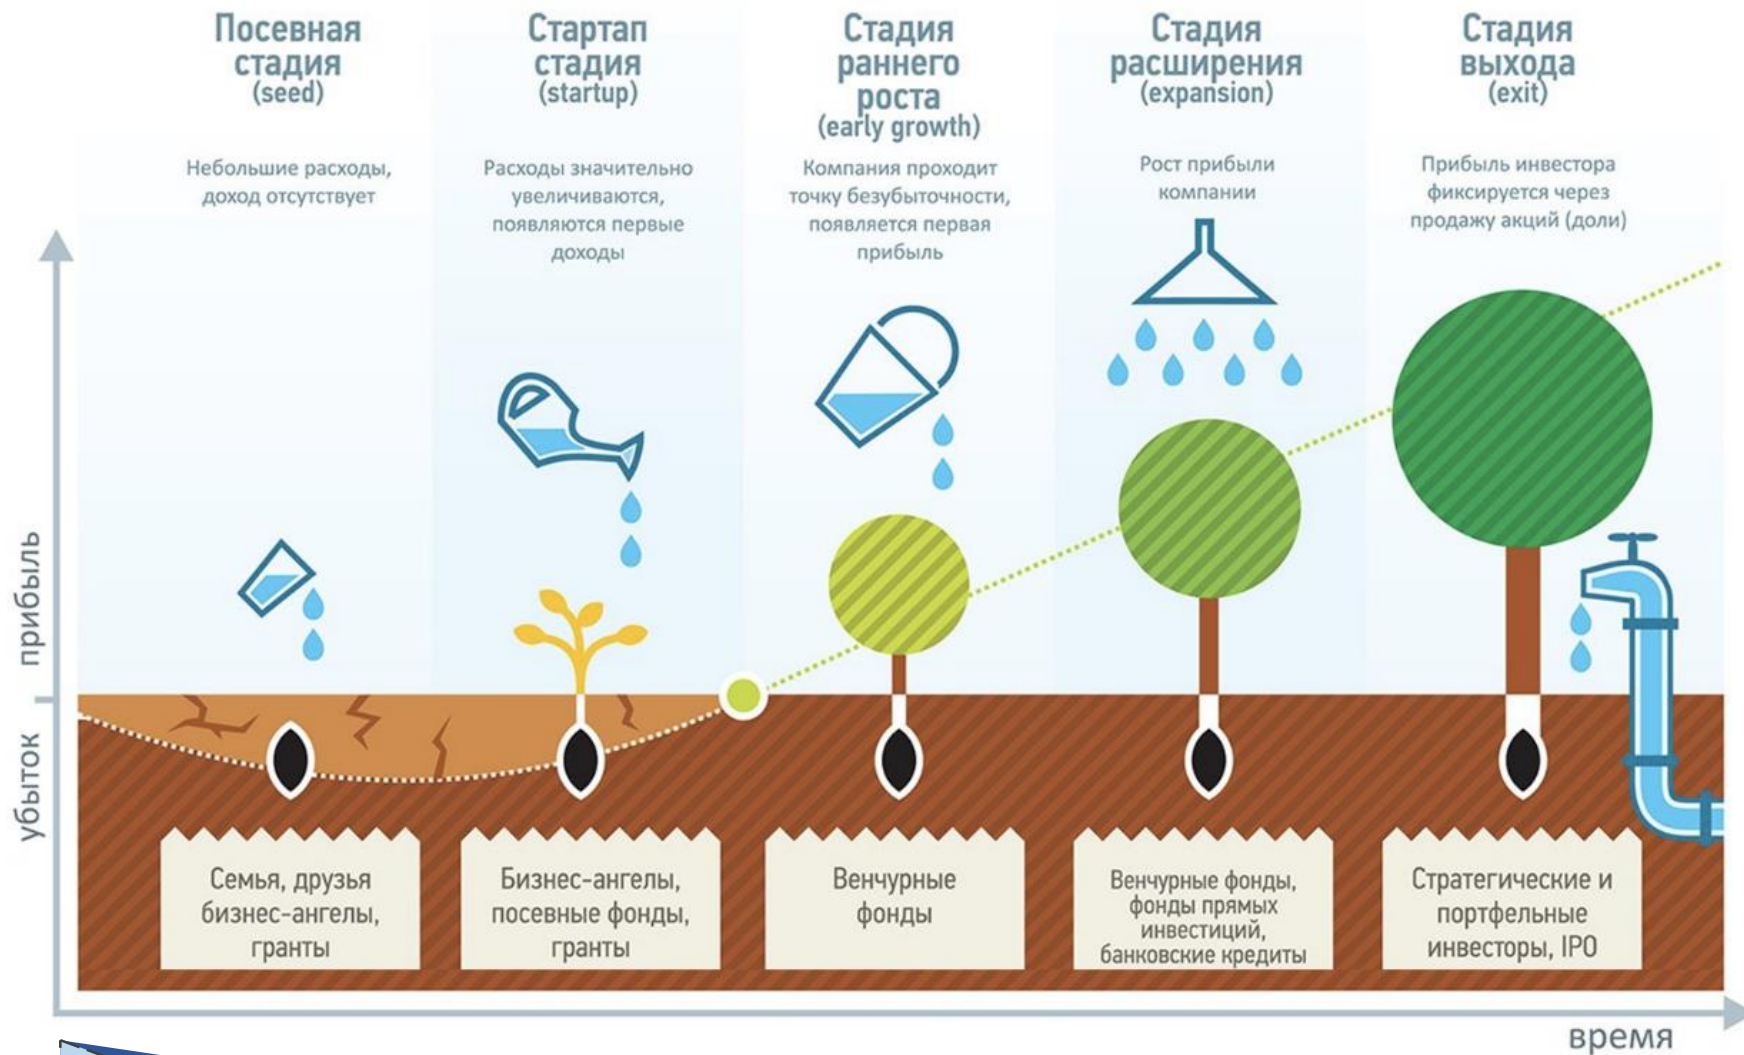 Посевная
стадия
(seed)
Небольшие расходы,
доход отсутствует
Стартап
стадия
(startup)
Расходы значительно
увеличиваются,
появляются первые
доходы
Стадия
раннего
роста
(early growth)
Компания проходит
точку безубыточности,
появляется первая
прибыль
Стадия
расширения
(expansion)
Рост прибыли
компании
Стадия
выхода
(exit)
Прибыль инвестора
фиксируется через
продажу акций (доли)
прибыль
убыток
Семья, друзья
бизнес-ангелы,
гранты
Бизнес-ангелы,
посевные фонды,
гранты
Венчурные
фонды
Венчурные фонды,
фонды прямых
инвестиций,
банковские кредиты
Стратегические и
портфельные
инвесторы, IPO
время